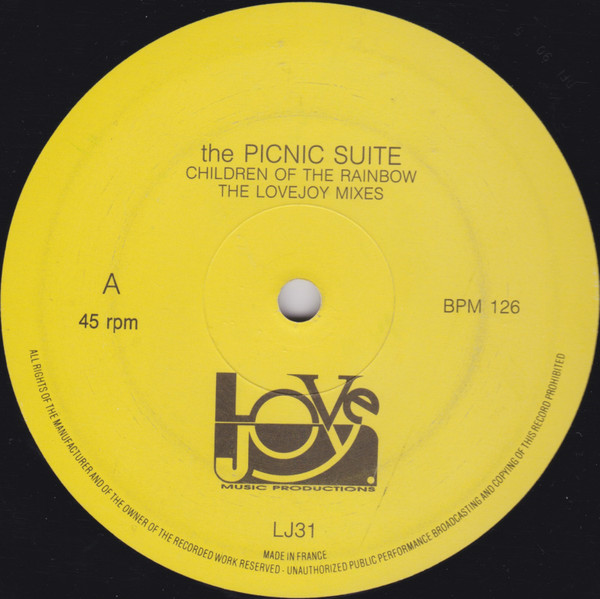 the PICNIC SUITE
CHILDREN OF THE RAINBOW
THE LOVEJOY MIXES
A
45 rpm
BPM 126
LOVE
JOY.
MUSIC PRODUCTIONS
LJ31
MADE IN FRANCE
ALL RIGHTS OF THE MANUFACTURER AND OF THE OWNER OF THE RECORDED WORK RESERVED - UNAUTHORIZED PUBLIC PERFORMANCE BROADCASTING AND COPYING OF THIS RECORD PROHIBITED